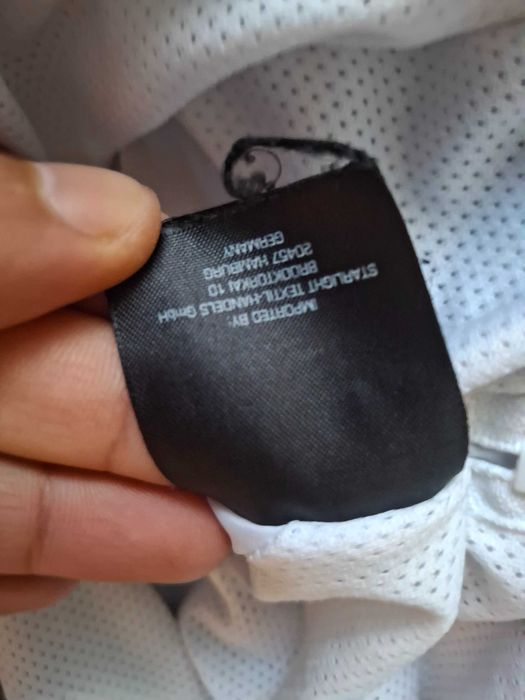 IMPORTED BY:
STARLIGHT TEXTIL-HANDELS GmbH
BROOKTORKAI 10
20457 HAMBURG
GERMANY